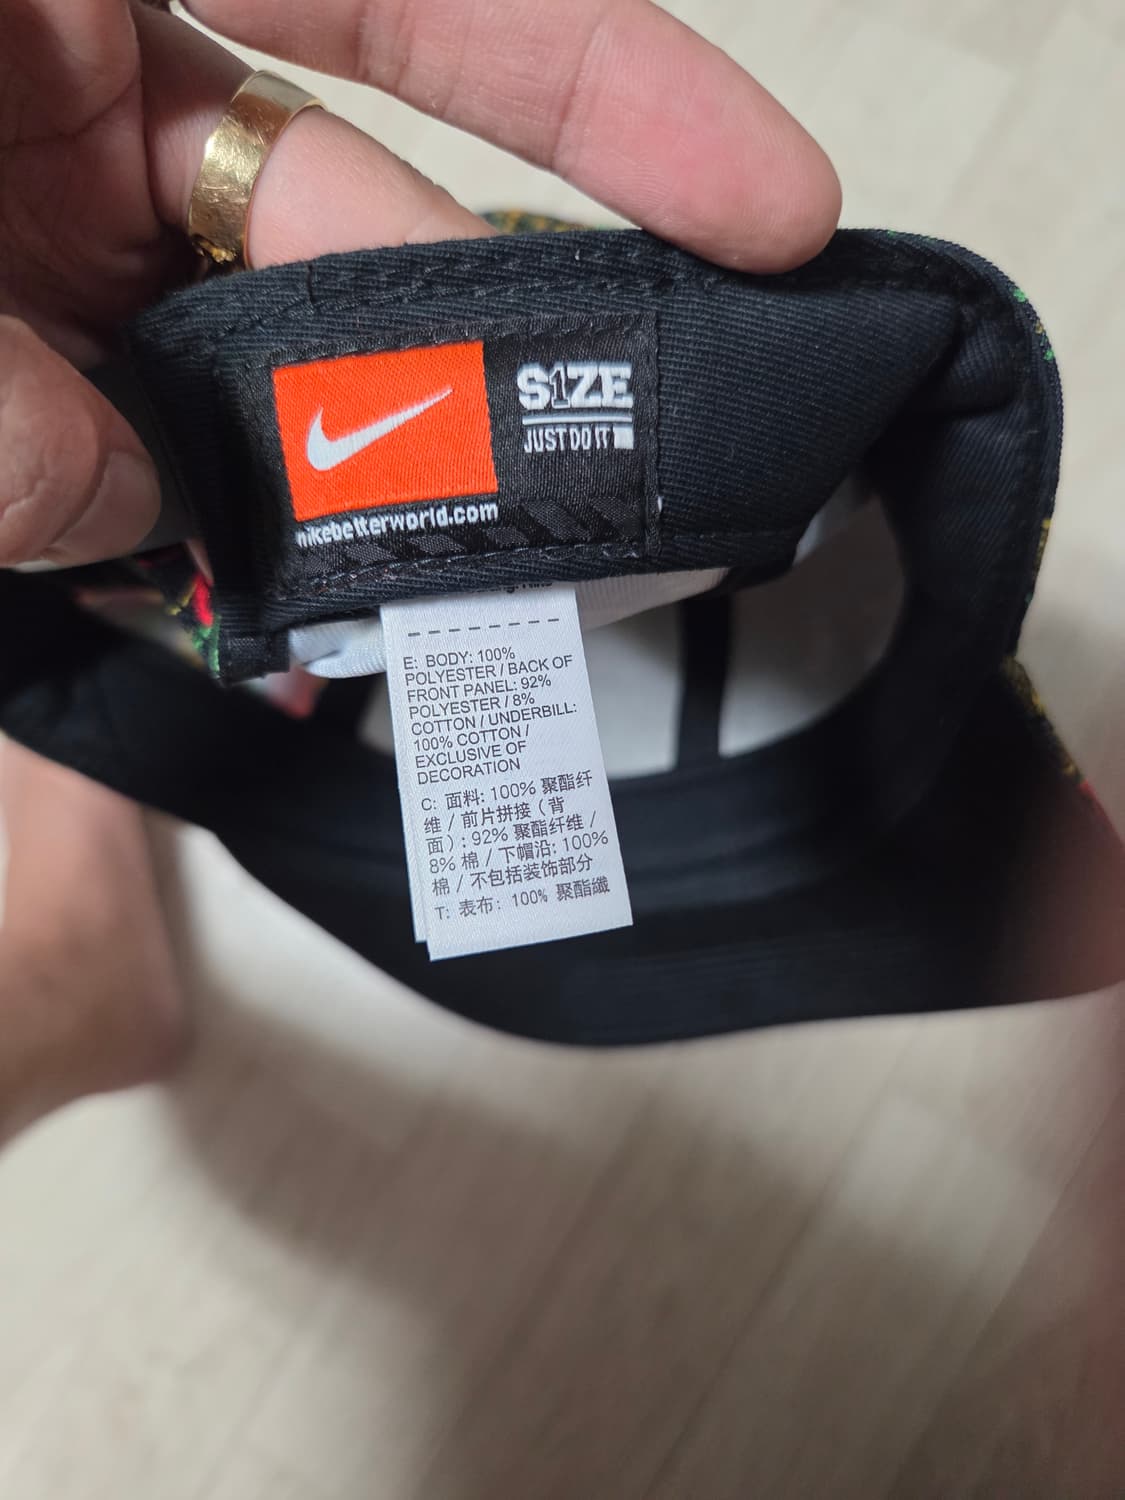 S1ZE
JUST DO IT
nikebetterworld.com
E: BODY: 100%
POLYESTER / BACK OF
FRONT PANEL: 92%
POLYESTER / 8%
COTTON / UNDERBILL:
100% COTTON /
EXCLUSIVE OF
DECORATION
C: 面料: 100% 聚酯纤
维 / 前片拼接（背
面）: 92% 聚酯纤维 /
8% 棉 / 下帽沿: 100%
棉 / 不包括装饰部分
T: 表布: 100% 聚酯纖